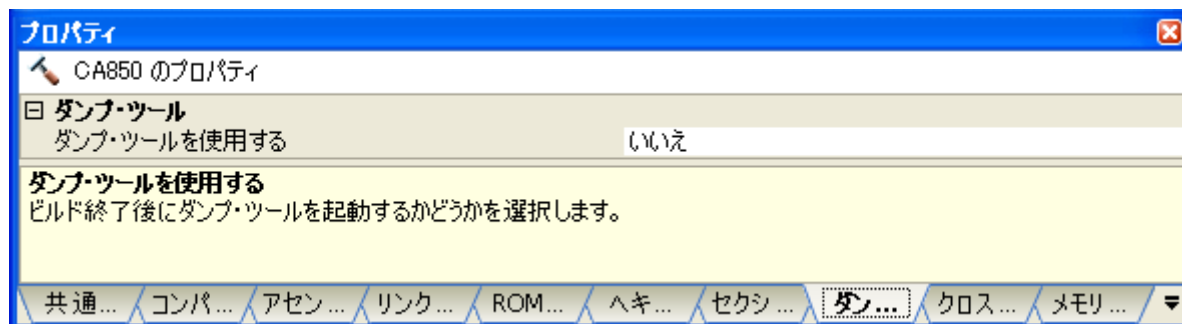 プロパティ
CA850 のプロパティ
ダンプ・ツール
ダンプ・ツールを使用する いいえ
ダンプ・ツールを使用する
ビルド終了後にダンプ・ツールを起動するかどうかを選択します。
共通... コンパ... アセン... リンク... ROM... ヘキ... セクシ... ダン... クロス... メモリ...